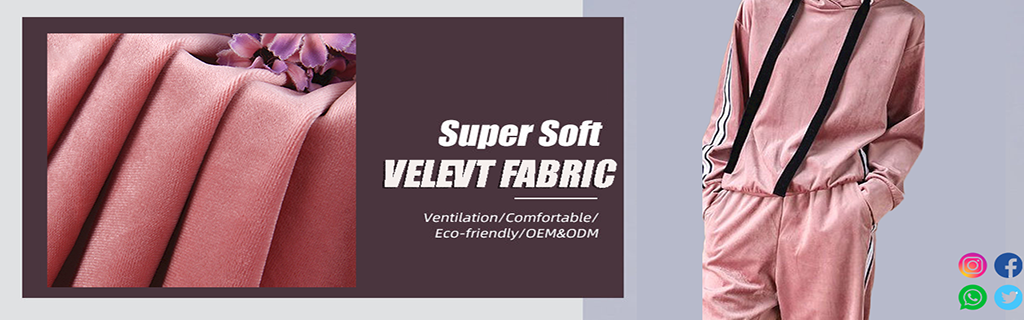 Super Soft
VELEVT FABRIC
Ventilation/Comfortable/
Eco-friendly/OEM&ODM